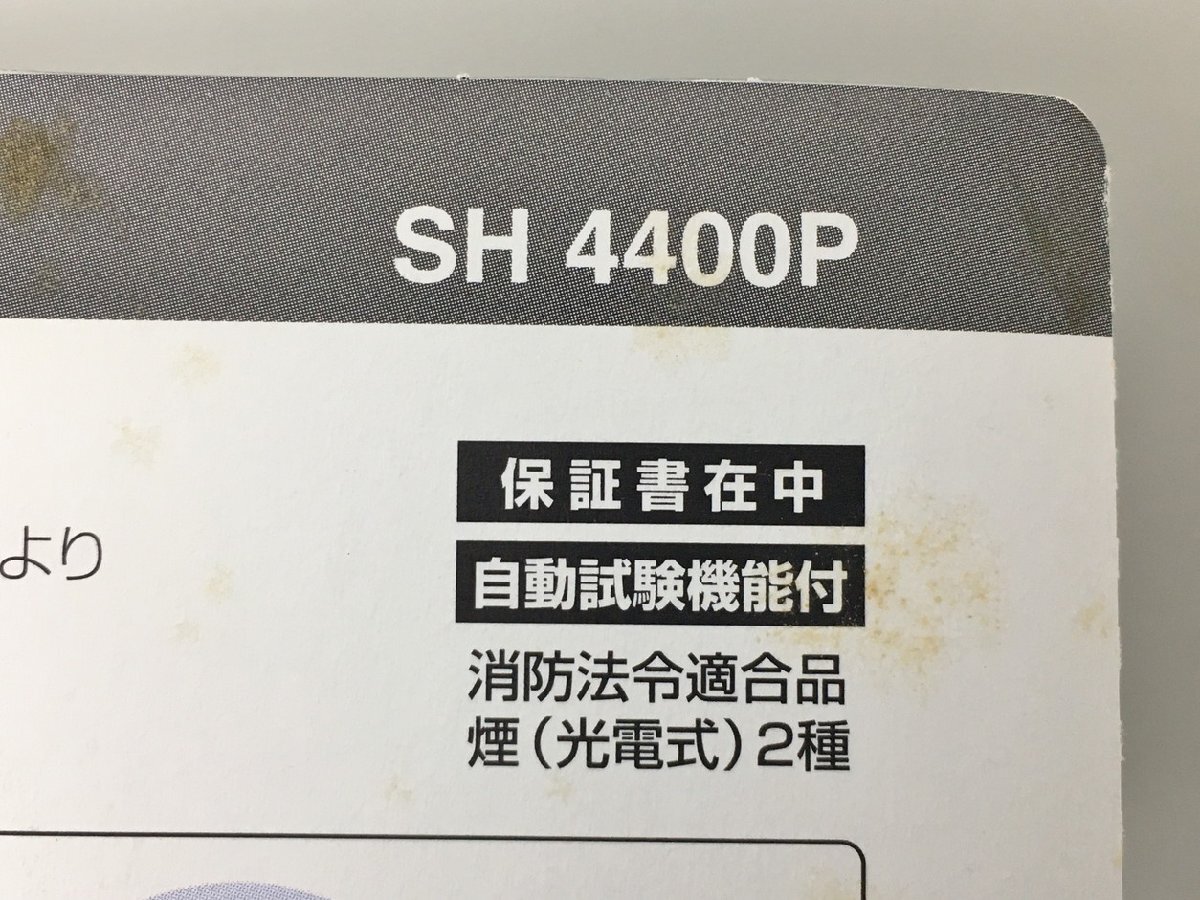 SH 4400P
保証書在中
より
自動試験機能付
消防法令適合品
煙(光電式)2種